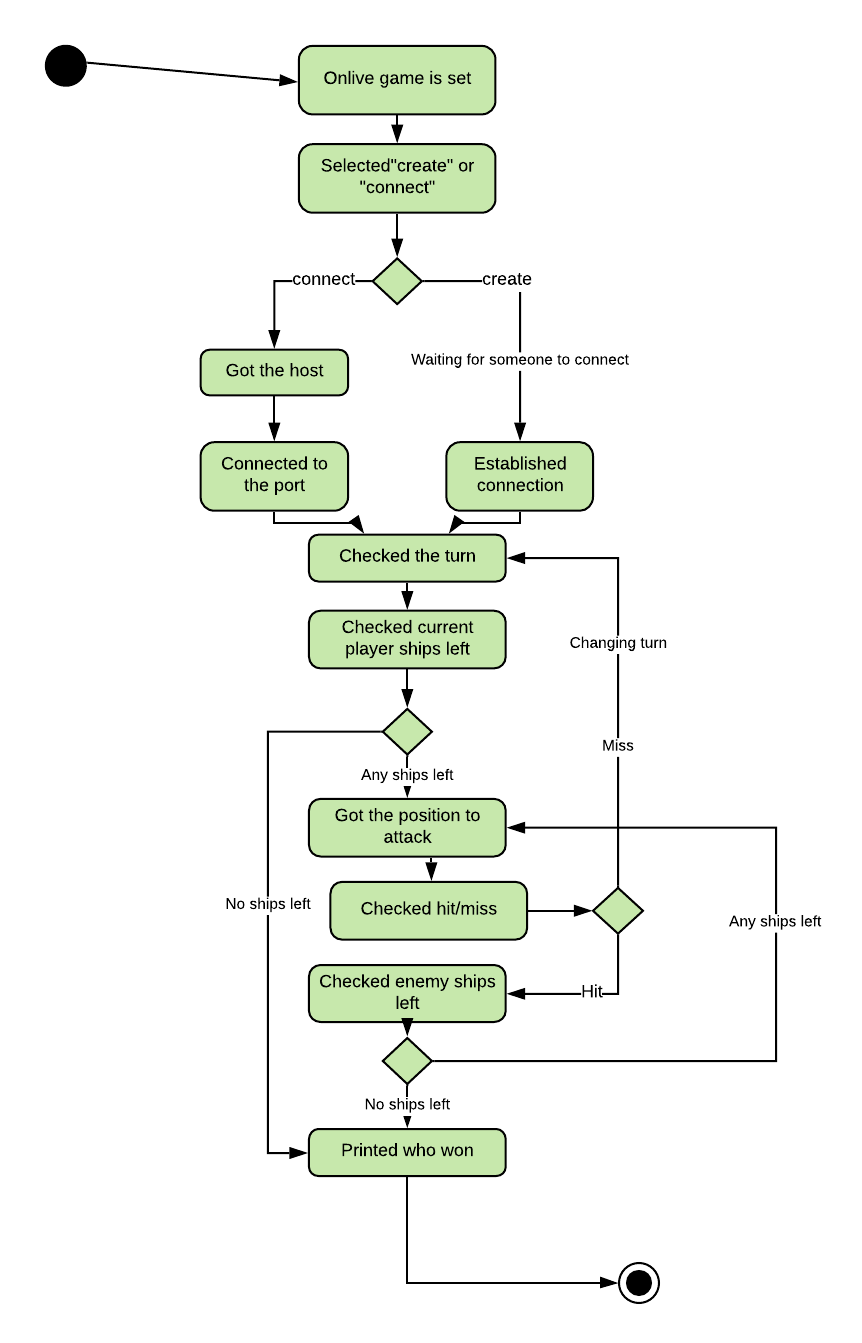 Onlive game is set
Selected"create" or
"connect"
connect
create
Got the host
Waiting for someone to connect
Connected to
the port
Established
connection
Checked the turn
Checked current
player ships left
Changing turn
Miss
Any ships left
Got the position to
attack
No ships left
Checked hit/miss
Any ships left
Checked enemy ships
left
Hit
No ships left
Printed who won